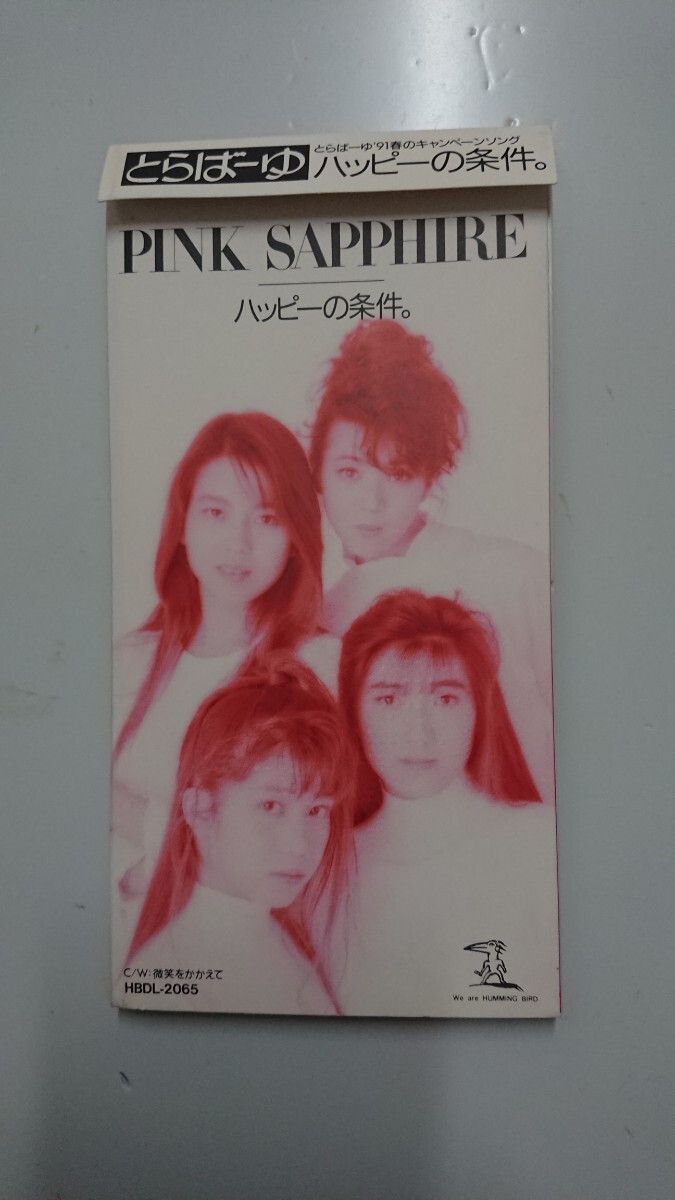 とらばーゆ
とらばーゆ'91春のキャンペーンソング
ハッピーの条件。
PINK SAPPHIRE
ハッピーの条件。
C/W:微笑をかかえて
HBDL-2065
We are HUMMING BIRD